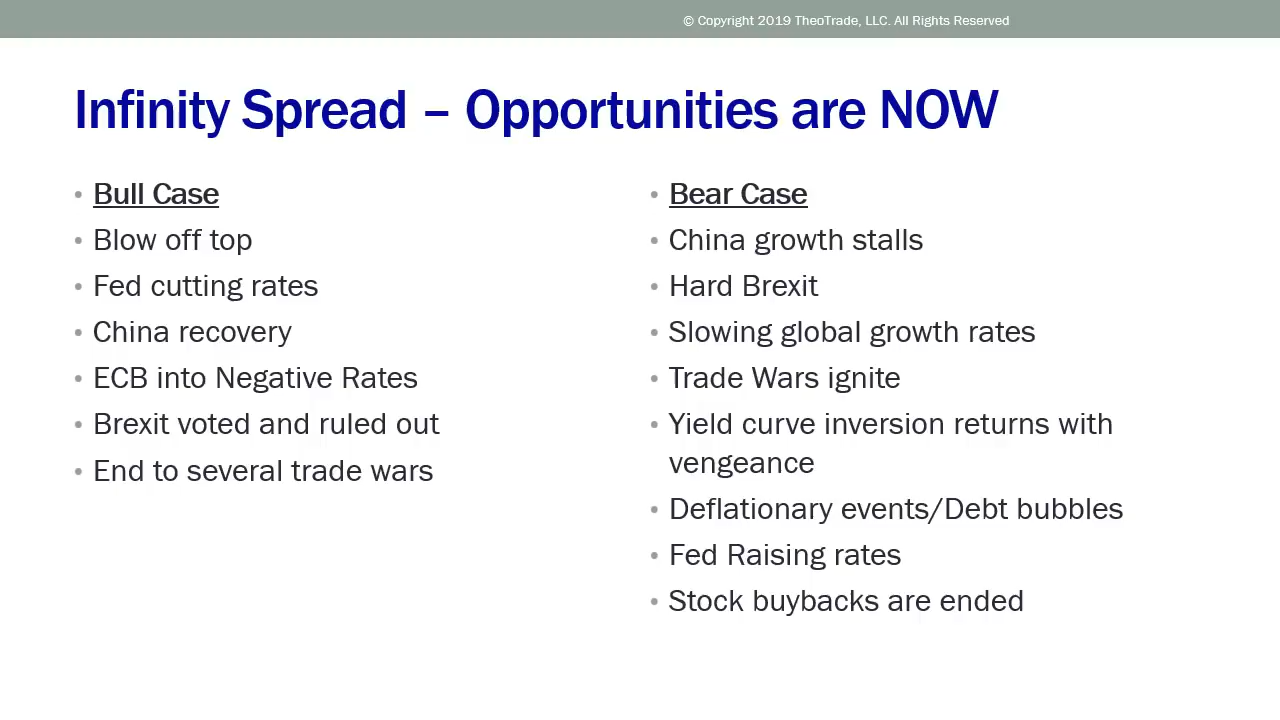 © Copyright 2019 TheoTrade, LLC. All Rights Reserved
Infinity Spread – Opportunities are NOW
• Bull Case
• Blow off top
• Fed cutting rates
• China recovery
• ECB into Negative Rates
• Brexit voted and ruled out
• End to several trade wars
• Bear Case
• China growth stalls
• Hard Brexit
• Slowing global growth rates
• Trade Wars ignite
• Yield curve inversion returns with
vengeance
• Deflationary events/Debt bubbles
• Fed Raising rates
• Stock buybacks are ended